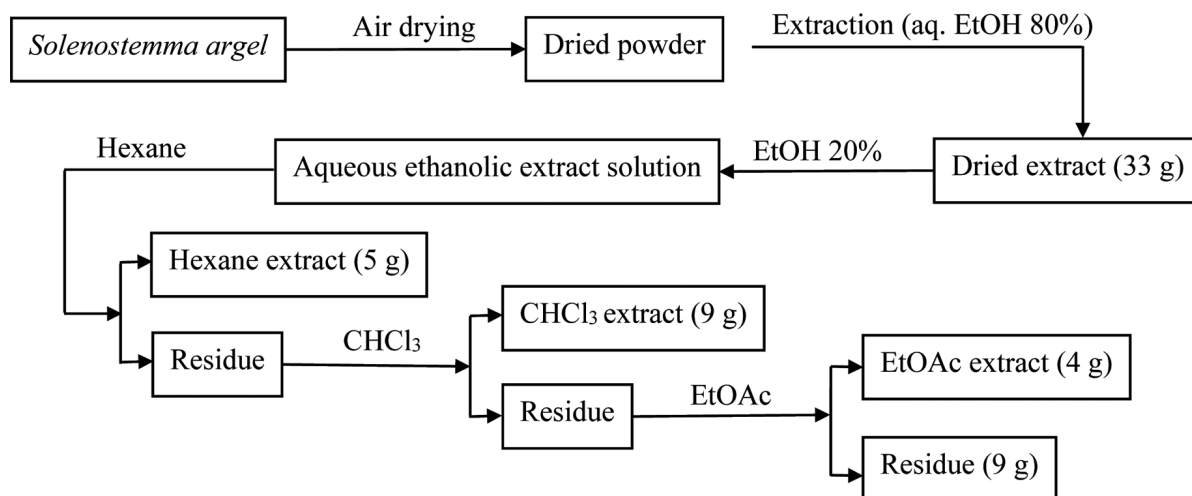 Solenostemma argel
Air drying
Dried powder
Extraction (aq. EtOH 80%)
Hexane
Aqueous ethanolic extract solution
EtOH 20%
Dried extract (33 g)
Hexane extract (5 g)
Residue
CHCl₃
CHCl₃ extract (9 g)
Residue
EtOAc
EtOAc extract (4 g)
Residue (9 g)